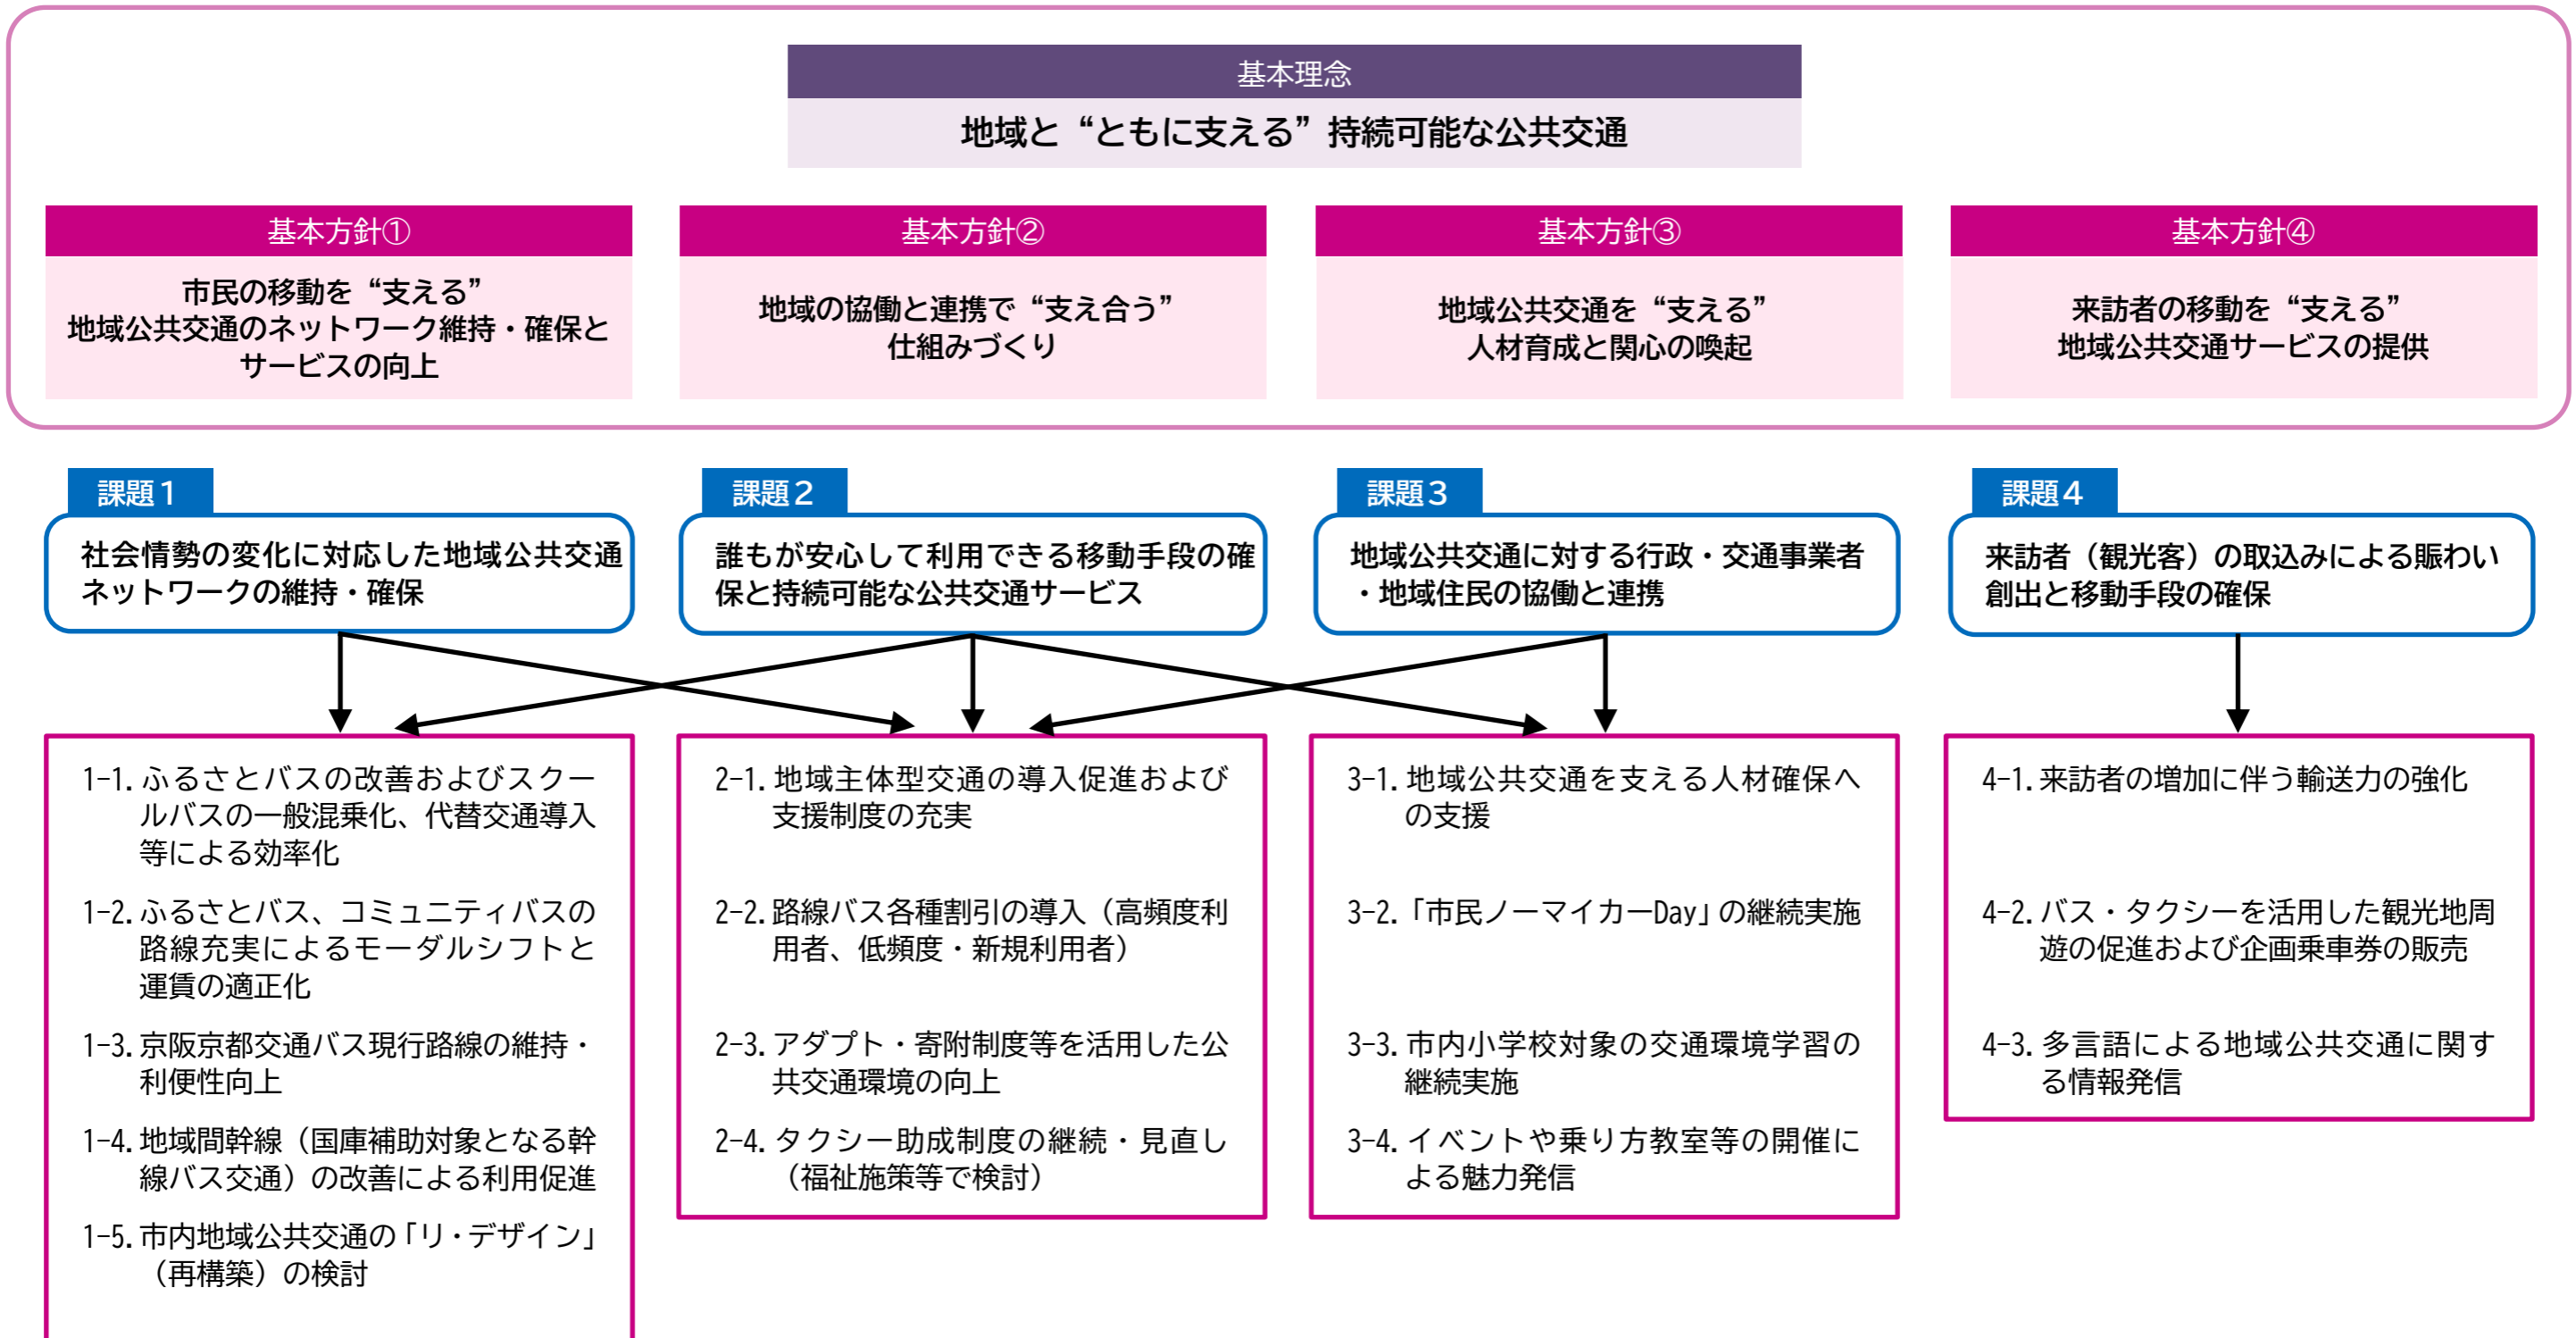 基本理念
地域と“ともに支える”持続可能な公共交通
基本方針①
市民の移動を“支える”
地域公共交通のネットワーク維持・確保と
サービスの向上
基本方針②
地域の協働と連携で“支え合う”
仕組みづくり
基本方針③
地域公共交通を“支える”
人材育成と関心の喚起
基本方針④
来訪者の移動を“支える”
地域公共交通サービスの提供
課題1
社会情勢の変化に対応した地域公共交通
ネットワークの維持・確保
課題2
誰もが安心して利用できる移動手段の確
保と持続可能な公共交通サービス
課題3
地域公共交通に対する行政・交通事業者
・地域住民の協働と連携
課題4
来訪者（観光客）の取込みによる賑わい
創出と移動手段の確保
1-1. ふるさとバスの改善およびスクー
ルバスの一般混乗化、代替交通導入
等による効率化
1-2. ふるさとバス、コミュニティバスの
路線充実によるモーダルシフトと
運賃の適正化
1-3. 京阪京都交通バス現行路線の維持・
利便性向上
1-4. 地域間幹線（国庫補助対象となる幹
線バス交通）の改善による利用促進
1-5. 市内地域公共交通の「リ・デザイン」
（再構築）の検討
2-1. 地域主体型交通の導入促進および
支援制度の充実
2-2. 路線バス各種割引の導入（高頻度利
用者、低頻度・新規利用者）
2-3. アダプト・寄附制度等を活用した公
共交通環境の向上
2-4. タクシー助成制度の継続・見直し
（福祉施策等で検討）
3-1. 地域公共交通を支える人材確保へ
の支援
3-2. 「市民ノーマイカーDay」の継続実施
3-3. 市内小学校対象の交通環境学習の
継続実施
3-4. イベントや乗り方教室等の開催に
よる魅力発信
4-1. 来訪者の増加に伴う輸送力の強化
4-2. バス・タクシーを活用した観光地周
遊の促進および企画乗車券の販売
4-3. 多言語による地域公共交通に関す
る情報発信